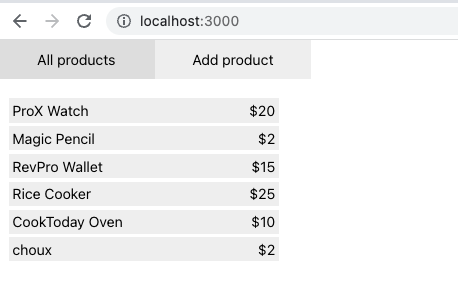 localhost:3000
All products Add product
ProX Watch $20
Magic Pencil $2
RevPro Wallet $15
Rice Cooker $25
CookToday Oven $10
choux $2